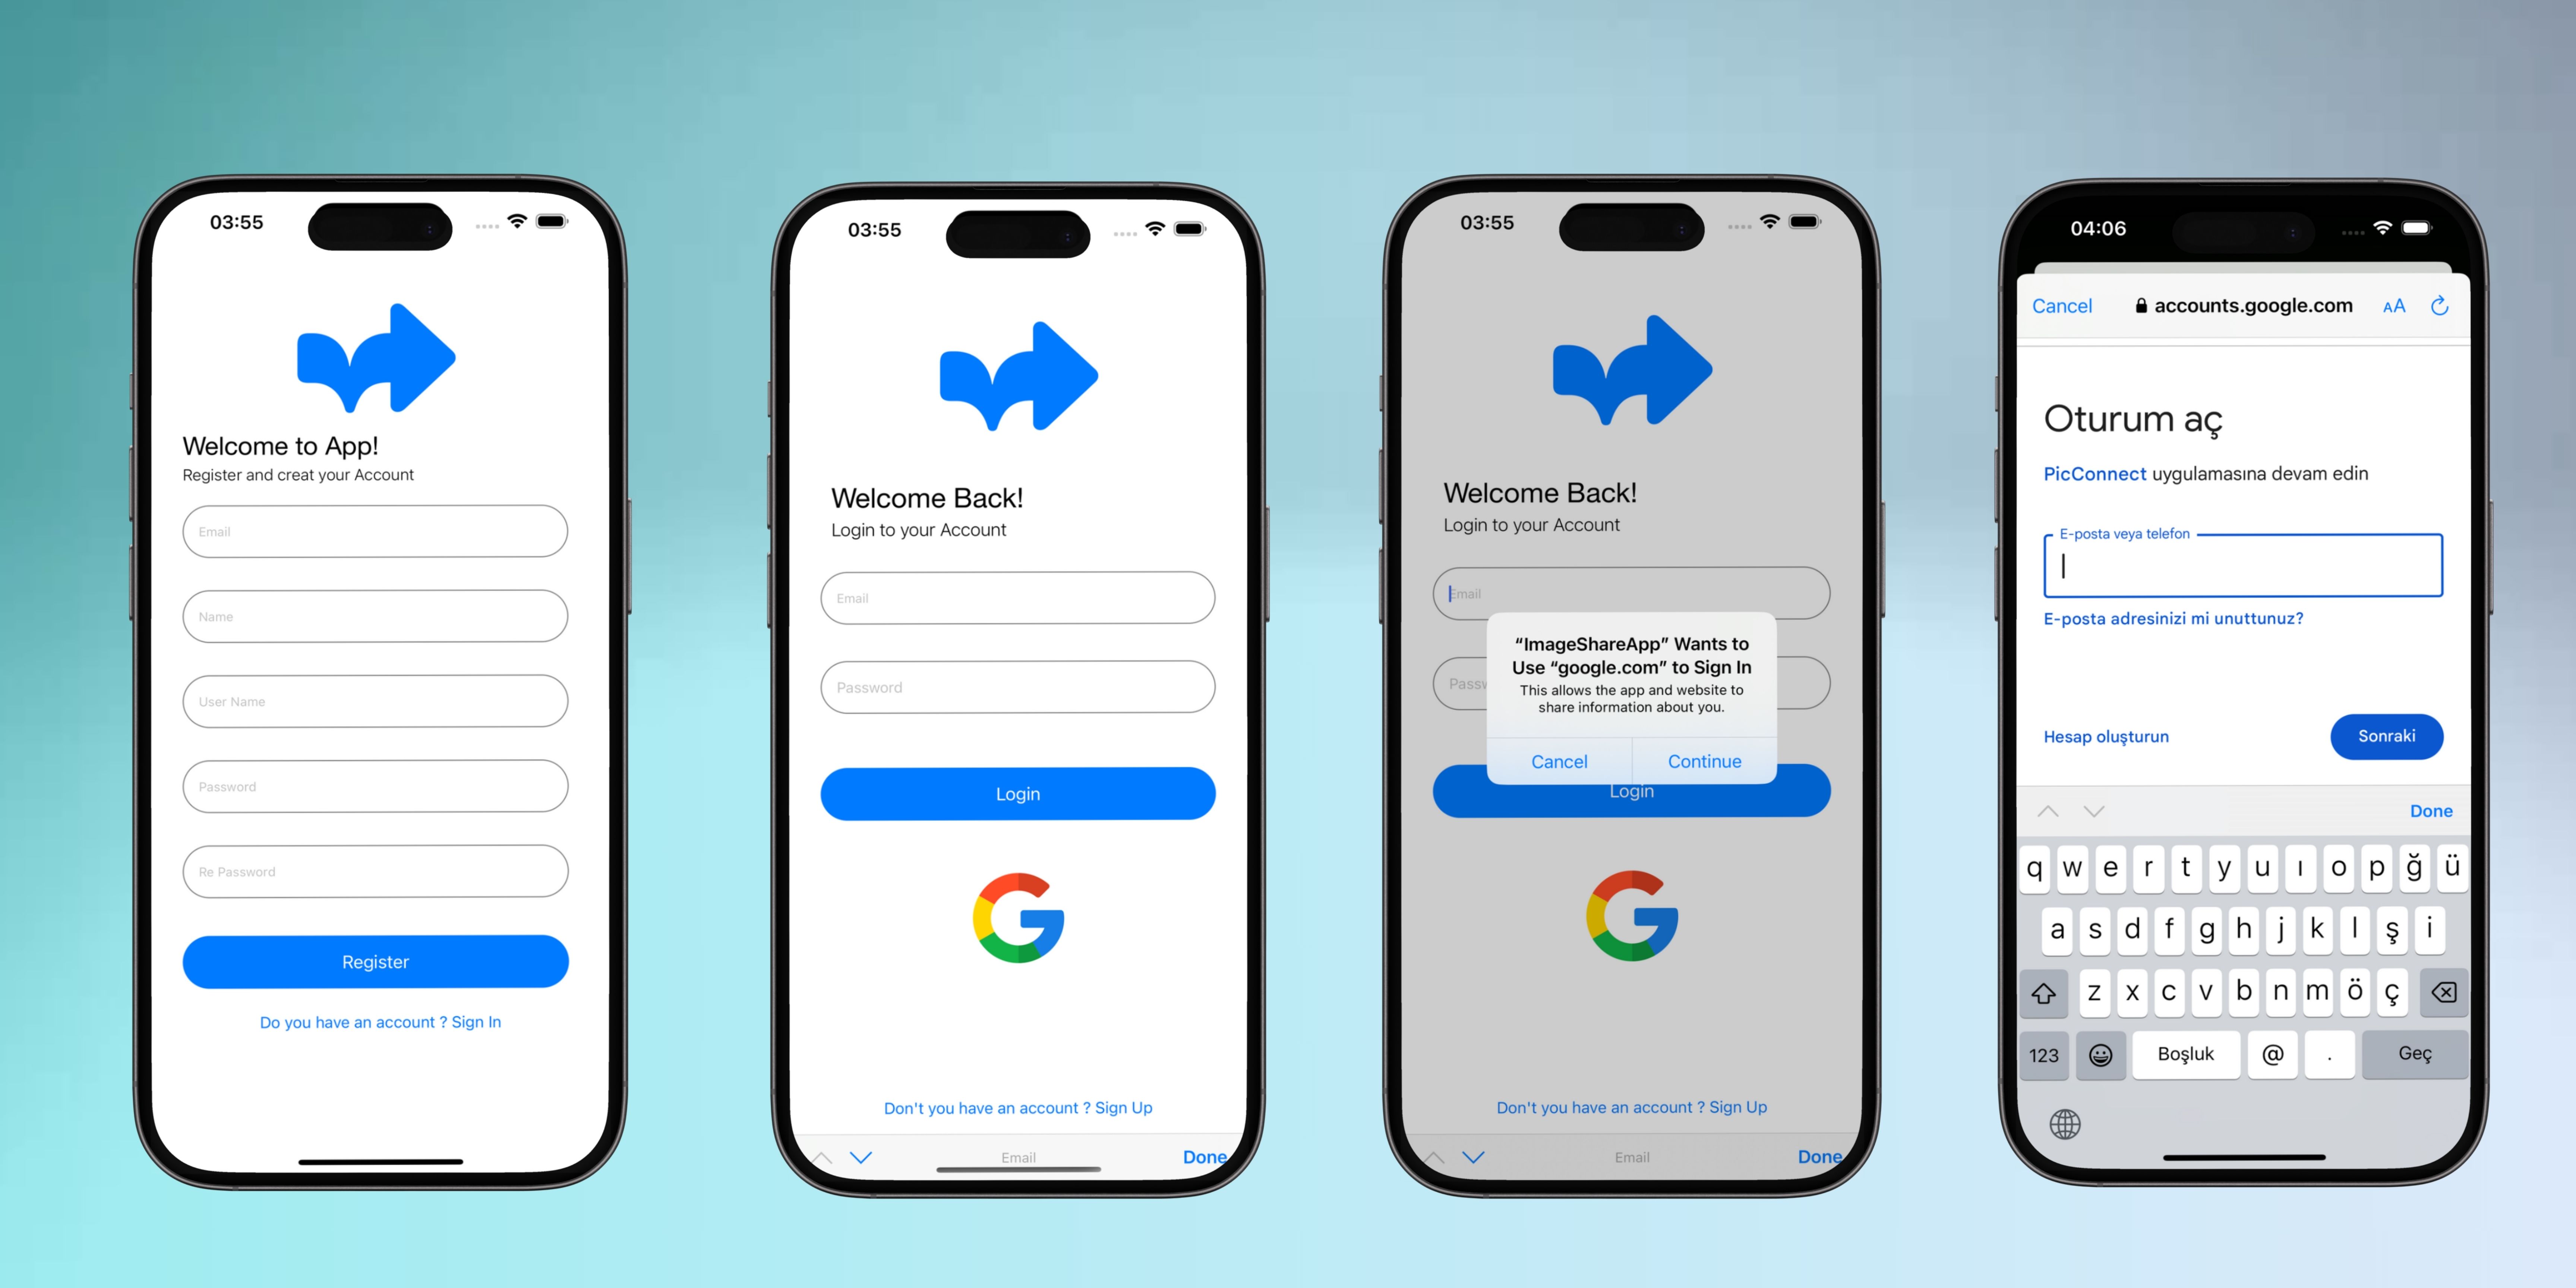 03:55
Welcome to App!
Register and creat your Account
Email
Name
User Name
Password
Re Password
Register
Do you have an account ? Sign In
03:55
Welcome Back!
Login to your Account
Email
Password
Login
Don't you have an account ? Sign Up
Email
Done
03:55
Welcome Back!
Login to your Account
Email
“ImageShareApp” Wants to
Use “google.com” to Sign In
This allows the app and website to
share information about you.
Passw
Cancel
Continue
Login
Don't you have an account ? Sign Up
Email
Done
04:06
Cancel
accounts.google.com
AA
Oturum aç
PicConnect uygulamasına devam edin
E-posta veya telefon
E-posta adresinizi mi unuttunuz?
Hesap oluşturun
Sonraki
Done
q w e r t y u ı o p ğ ü
a s d f g h j k l ş i
z x c v b n m ö ç
123
Boşluk
@
.
Geç